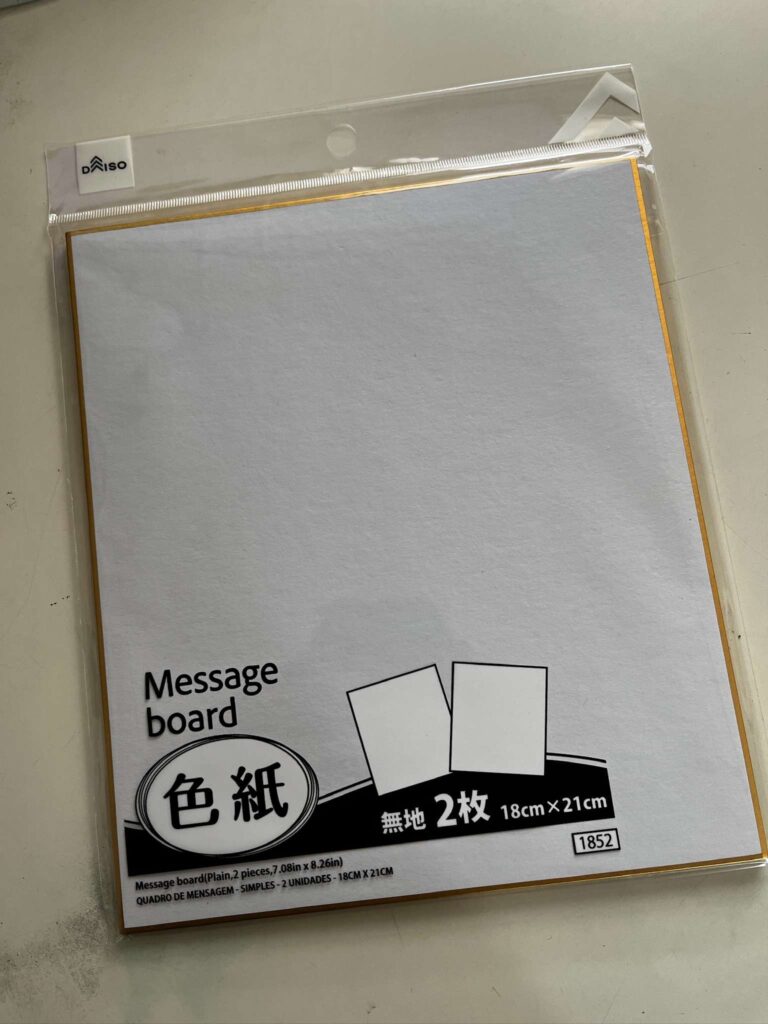 DAISO
Message
board
色紙
無地 2枚 18cm×21cm
1852
Message board(Plain,2 pieces,7.08in x 8.26in)
QUADRO DE MENSAGEM - SIMPLES - 2 UNIDADES - 18CM X 21CM